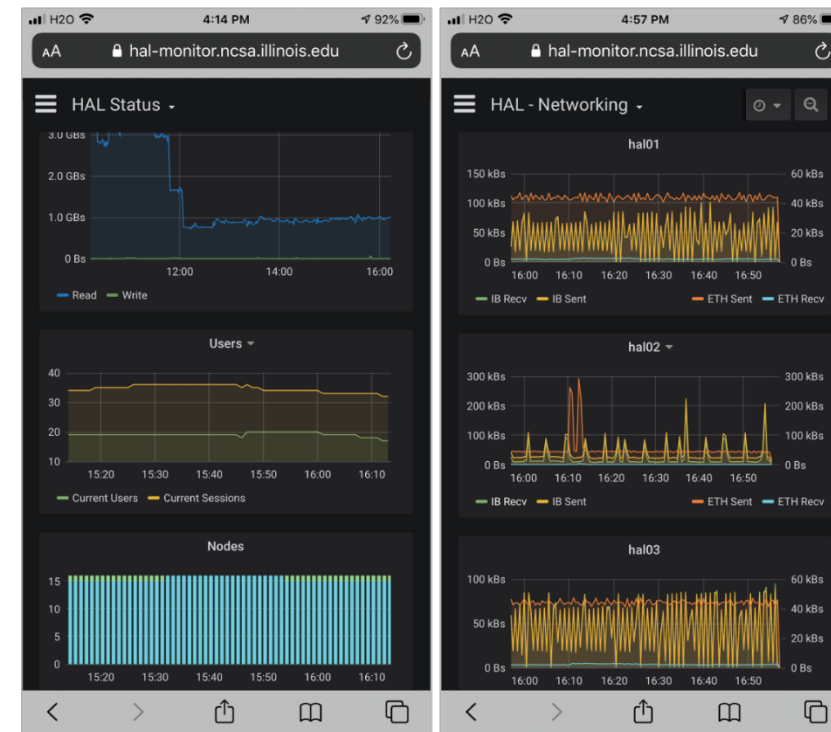 H2O 4:14 PM 92%
AA hal-monitor.ncsa.illinois.edu
HAL Status
3.0 GBs
2.0 GBs
1.0 GBs
0 Bs
12:00 14:00 16:00
Read Write
Users
40
30
20
10
15:20 15:30 15:40 15:50 16:00 16:10
Current Users Current Sessions
Nodes
15
10
5
0
15:20 15:30 15:40 15:50 16:00 16:10
H2O 4:57 PM 86%
AA hal-monitor.ncsa.illinois.edu
HAL - Networking
hal01
150 kBs 60 kBs
100 kBs 40 kBs
50 kBs 20 kBs
0 Bs 0 Bs
16:00 16:10 16:20 16:30 16:40 16:50
IB Recv IB Sent ETH Sent ETH Recv
hal02
300 kBs 300 kBs
200 kBs 200 kBs
100 kBs 100 kBs
0 Bs 0 Bs
16:00 16:10 16:20 16:30 16:40 16:50
IB Recv IB Sent ETH Sent ETH Recv
hal03
100 kBs 60 kBs
50 kBs 40 kBs
20 kBs
0 Bs 0 Bs
16:00 16:10 16:20 16:30 16:40 16:50